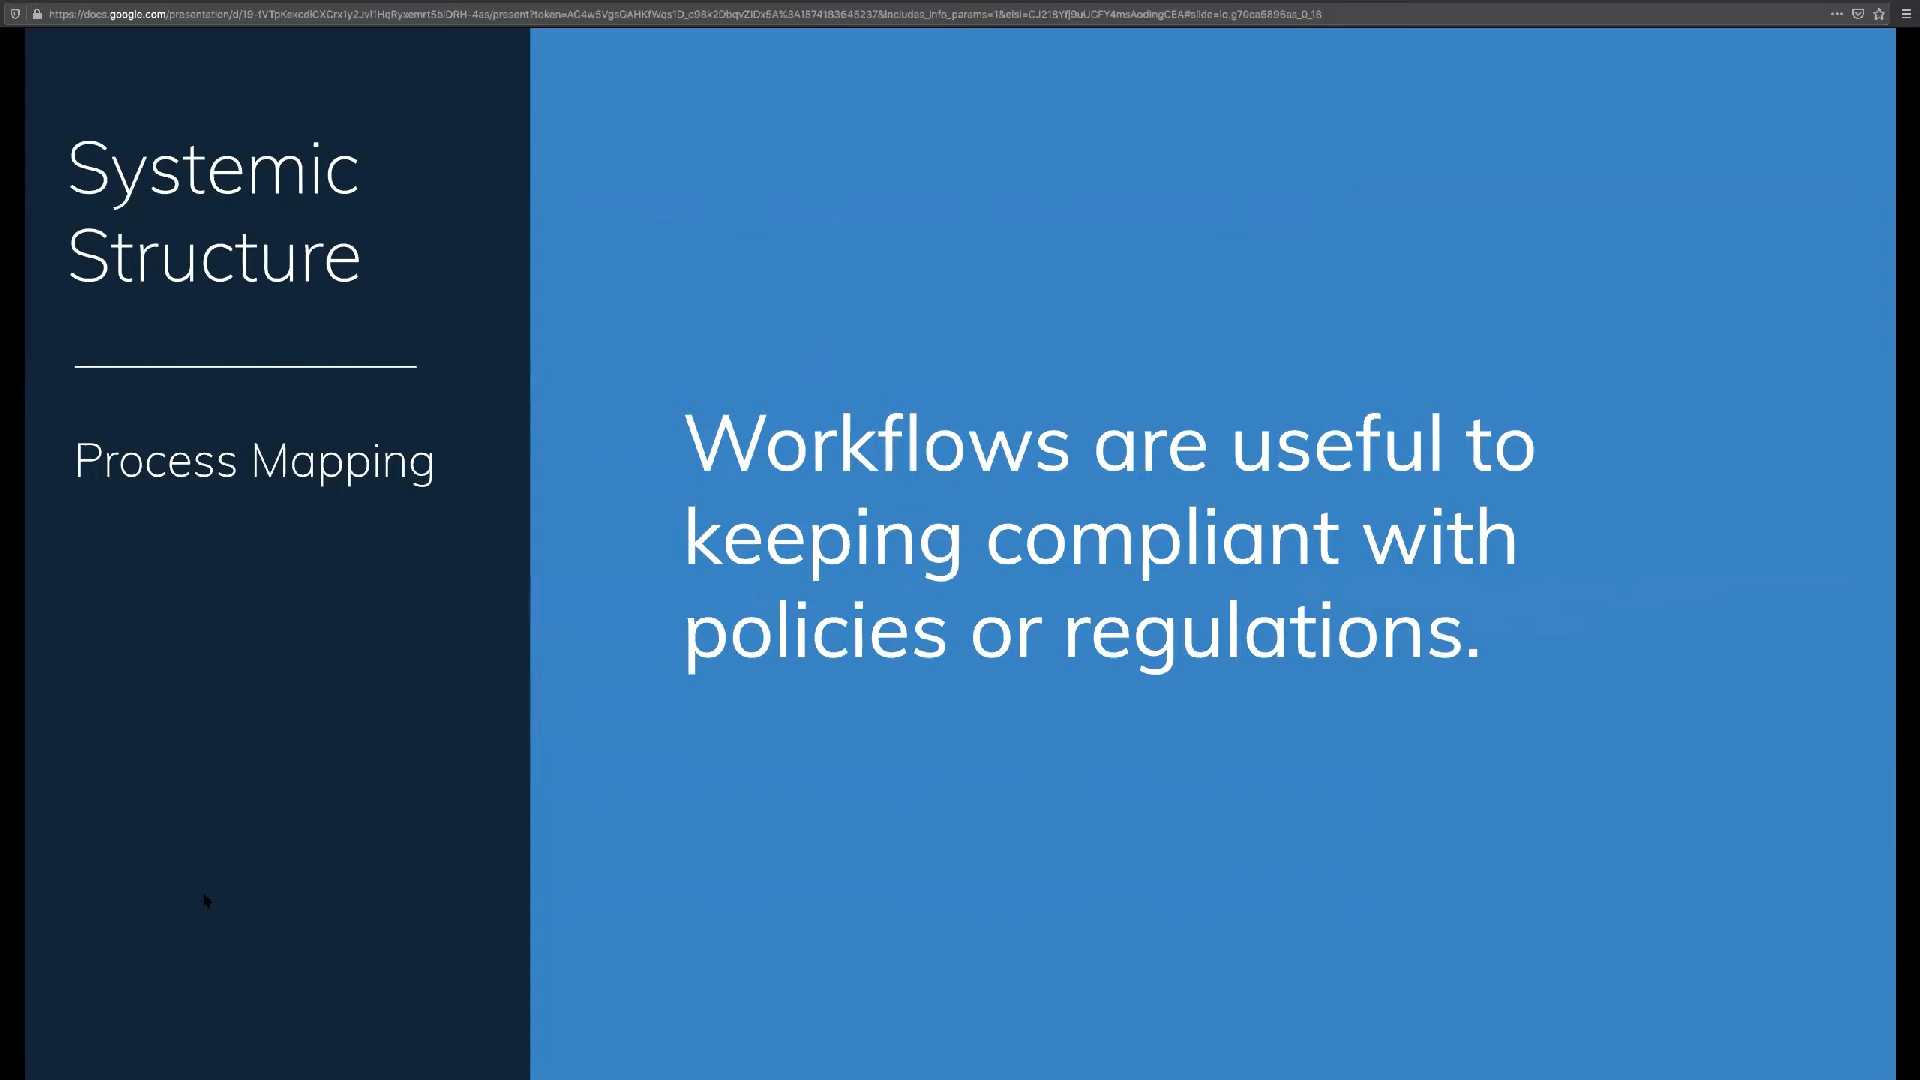 Systemic
Structure
Process Mapping
Workflows are useful to
keeping compliant with
policies or regulations.